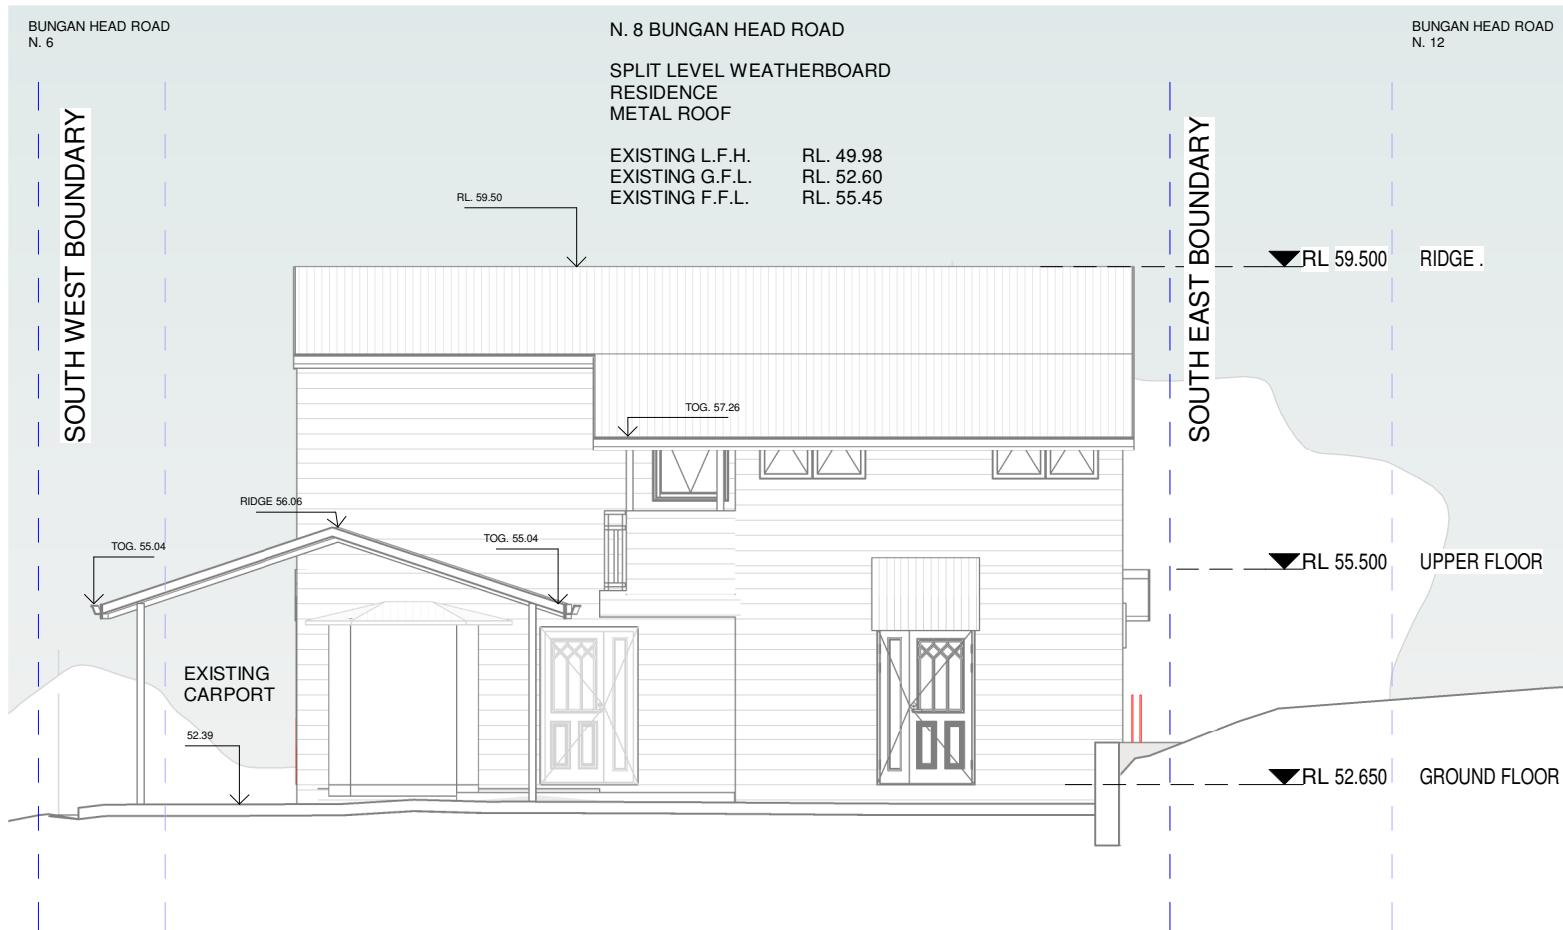 BUNGAN HEAD ROAD
N. 6
N. 8 BUNGAN HEAD ROAD
BUNGAN HEAD ROAD
N. 12
SPLIT LEVEL WEATHERBOARD
RESIDENCE
METAL ROOF
EXISTING L.F.H. RL. 49.98
EXISTING G.F.L. RL. 52.60
EXISTING F.F.L. RL. 55.45
SOUTH WEST BOUNDARY
SOUTH EAST BOUNDARY
RL. 59.50
RL 59.500 RIDGE .
TOG. 57.26
RIDGE 56.06
TOG. 55.04
TOG. 55.04
RL 55.500 UPPER FLOOR
EXISTING
CARPORT
52.39
RL 52.650 GROUND FLOOR